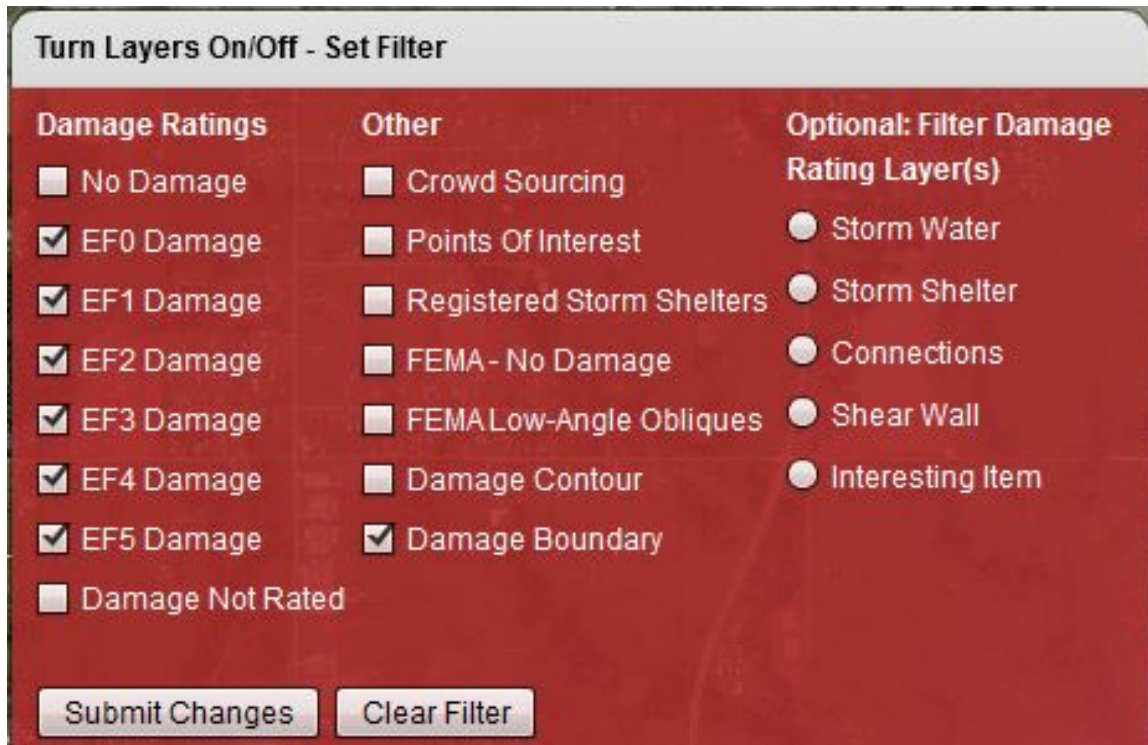 Turn Layers On/Off - Set Filter
Damage Ratings
No Damage
EF0 Damage
EF1 Damage
EF2 Damage
EF3 Damage
EF4 Damage
EF5 Damage
Damage Not Rated
Other
Crowd Sourcing
Points Of Interest
Registered Storm Shelters
FEMA - No Damage
FEMA Low-Angle Obliques
Damage Contour
Damage Boundary
Optional: Filter Damage
Rating Layer(s)
Storm Water
Storm Shelter
Connections
Shear Wall
Interesting Item
Submit Changes
Clear Filter